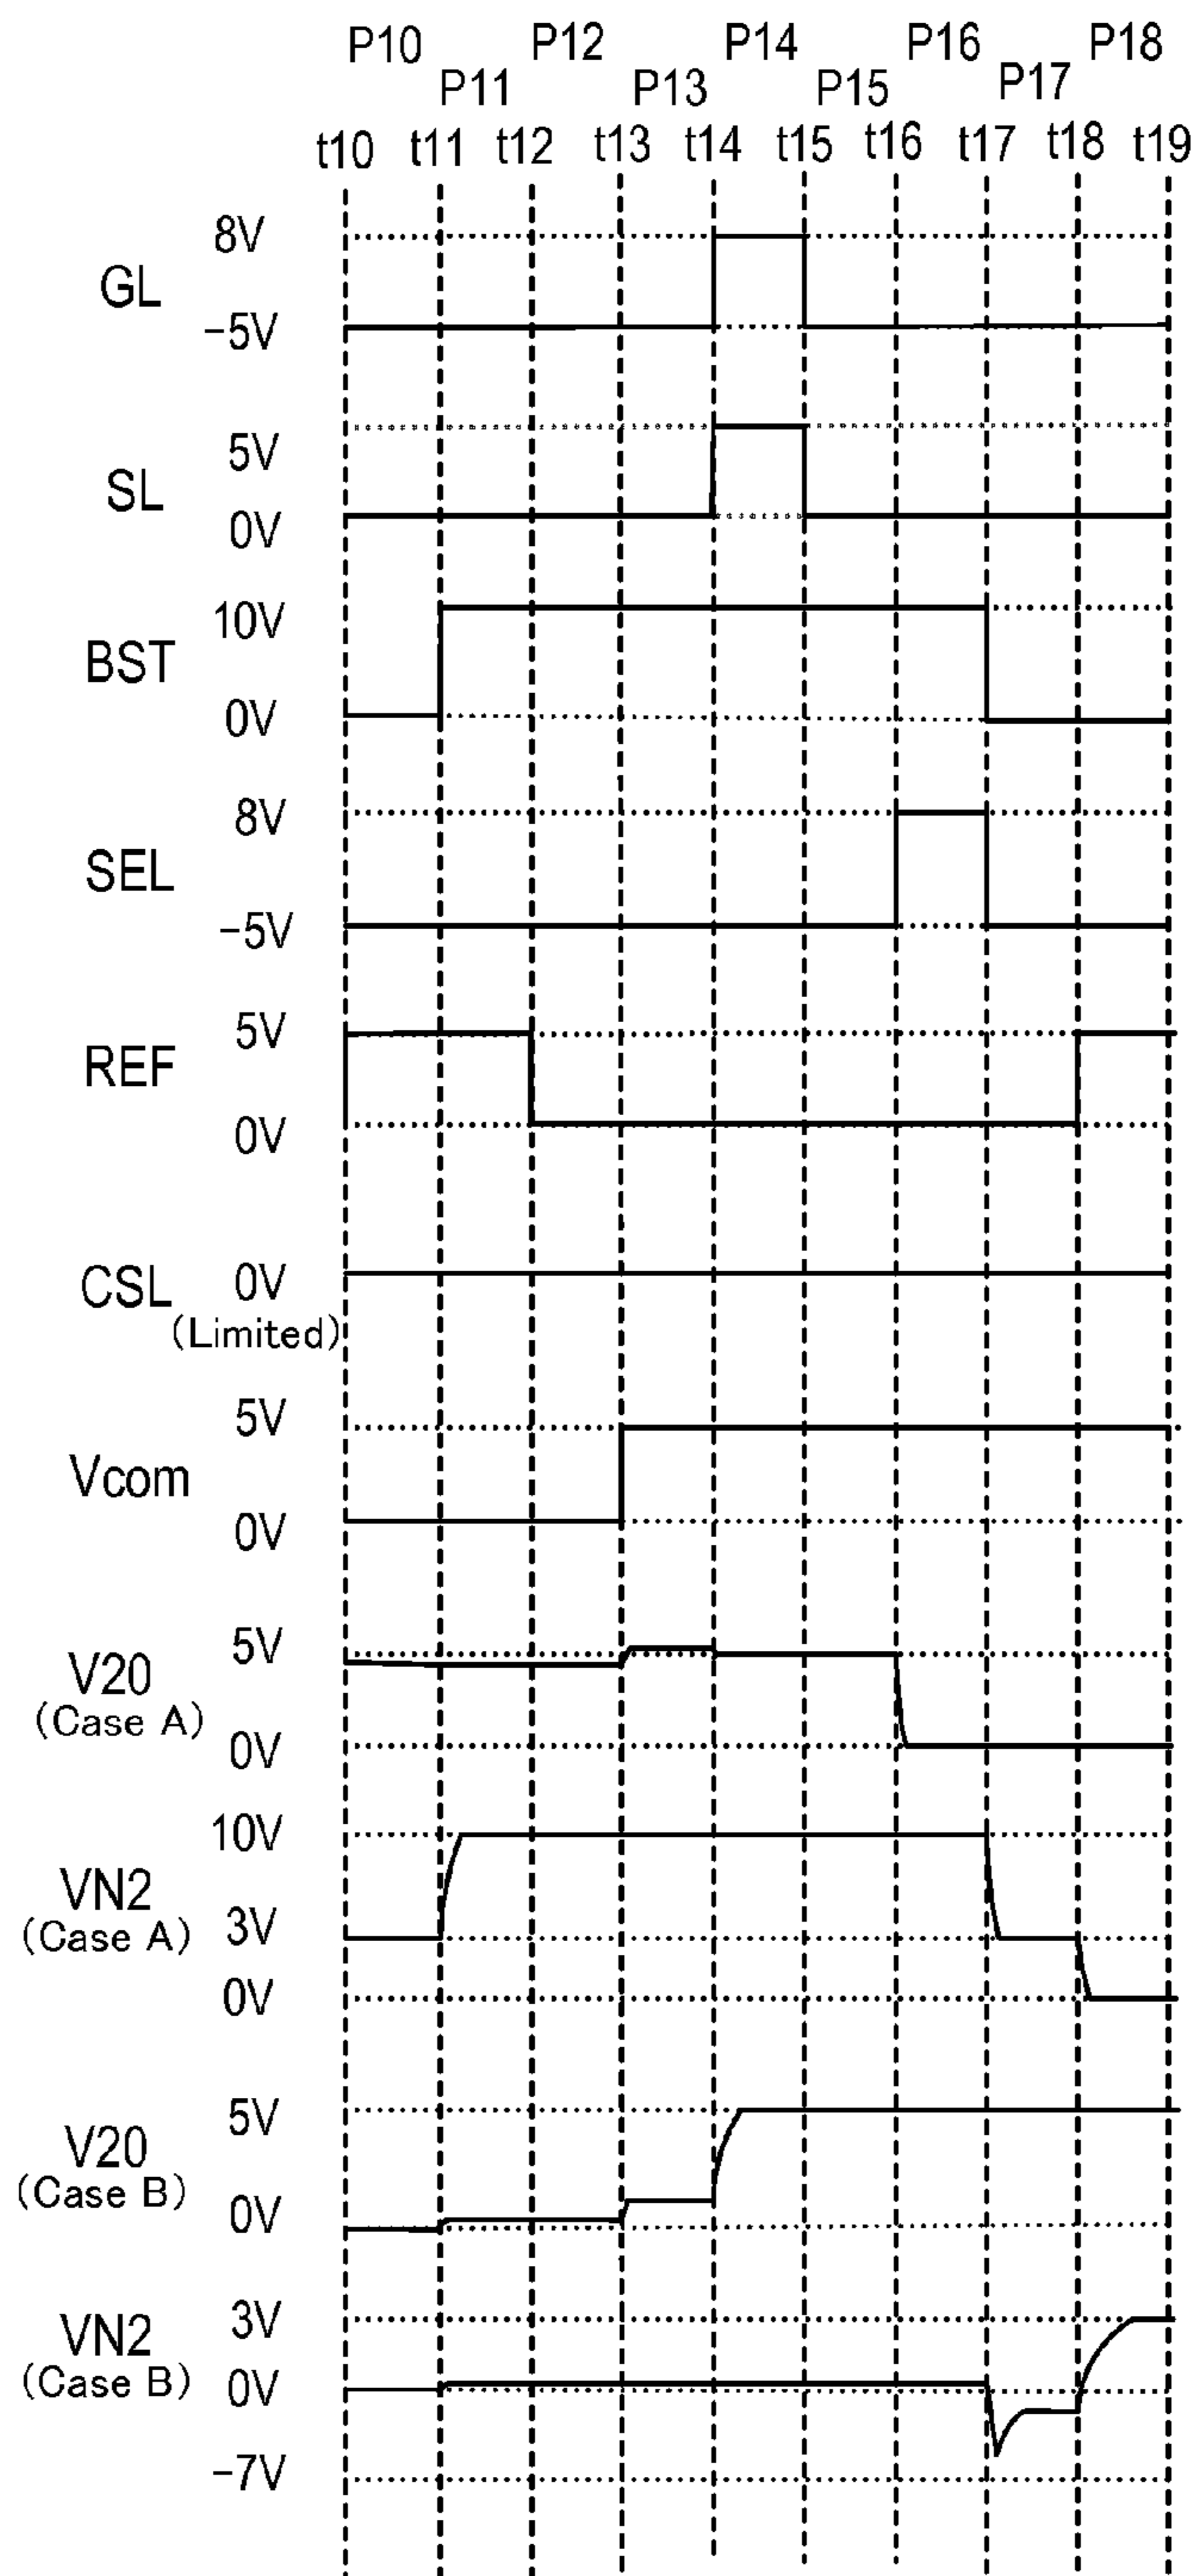 P10 P12 P14 P16 P18
P11 P13 P15 P17
t10 t11 t12 t13 t14 t15 t16 t17 t18 t19
8V
GL
-5V
5V
SL
0V
10V
BST
0V
8V
SEL
-5V
5V
REF
0V
CSL 0V
(Limited)
5V
Vcom
0V
5V
V20
(Case A)
0V
10V
VN2
(Case A) 3V
0V
5V
V20
(Case B)
0V
3V
VN2
(Case B) 0V
-7V